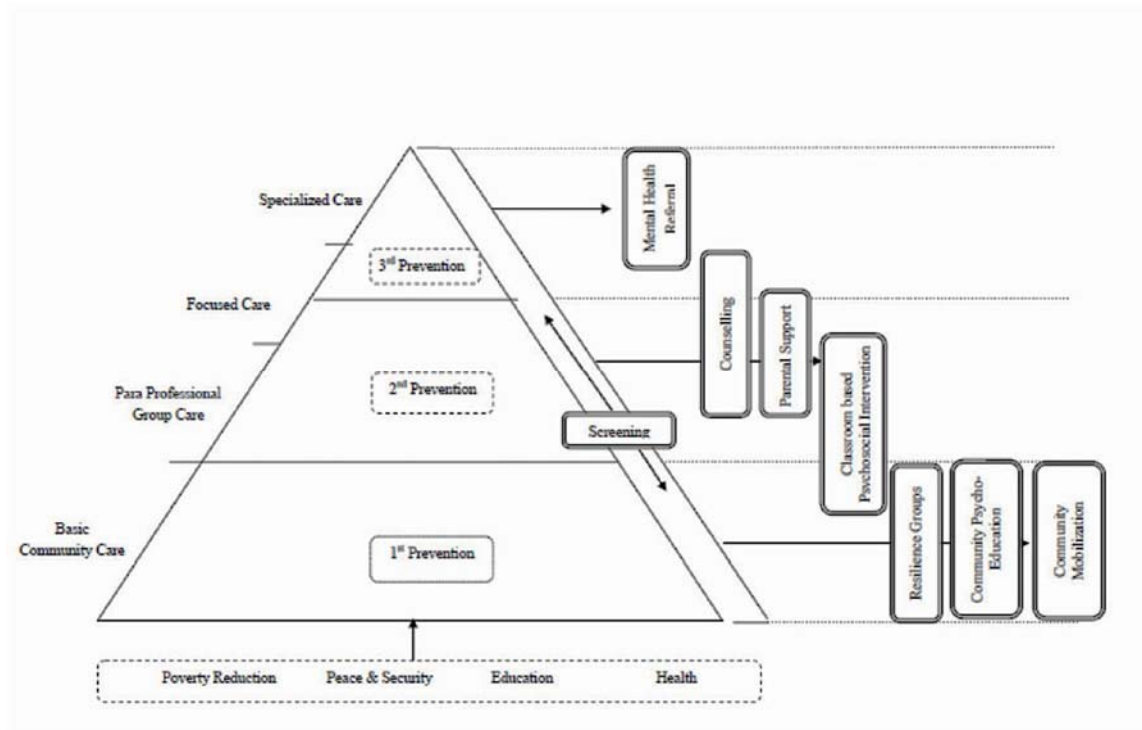 Specialized Care
3rd Prevention
Focused Care
Para Professional
Group Care
2nd Prevention
Screening
Basic
Community Care
1st Prevention
Poverty Reduction Peace & Security Education Health
Mental Health
Referral
Counselling
Parental Support
Classroom based
Psychosocial Intervention
Resilience Groups
Community Psycho-
Education
Community
Mobilization